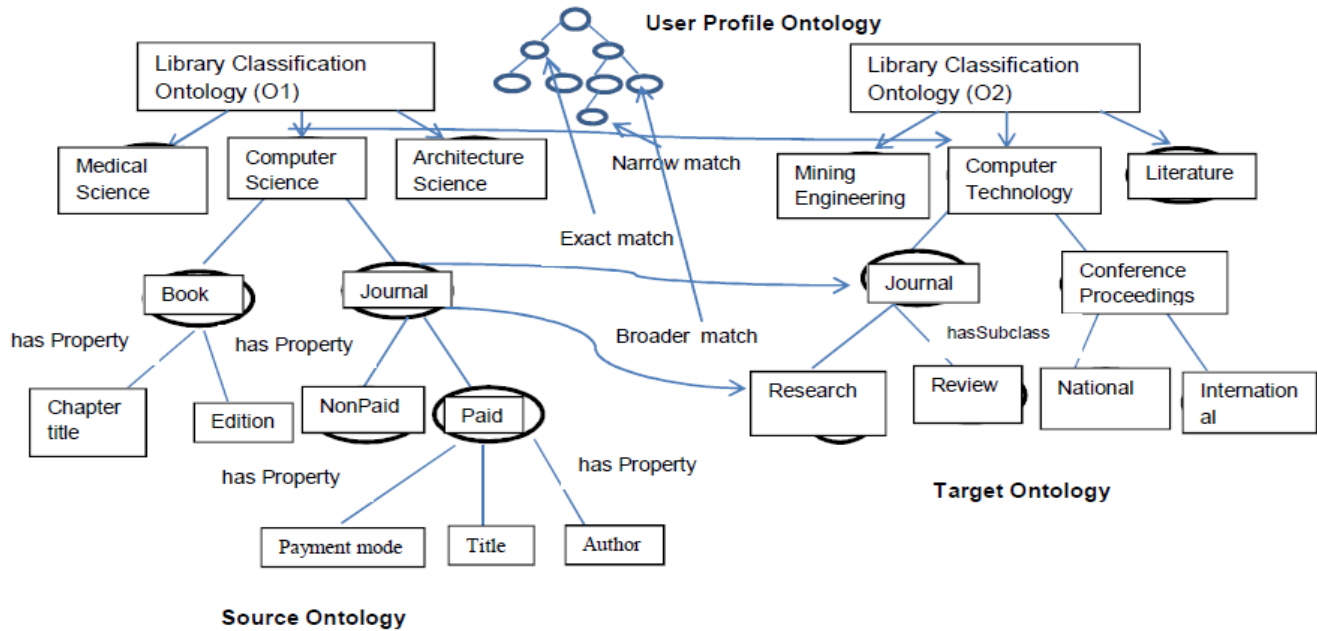 User Profile Ontology
Library Classification
Ontology (O1)
Library Classification
Ontology (O2)
Medical
Science
Computer
Science
Architecture
Science
Narrow match
Mining
Engineering
Computer
Technology
Literature
Exact match
Book
Journal
Journal
Conference
Proceedings
Broader match
has Property
has Property
hasSubclass
Chapter
title
Edition
NonPaid
Paid
Research
Review
National
Internation
al
has Property
has Property
Target Ontology
Payment mode
Title
Author
Source Ontology